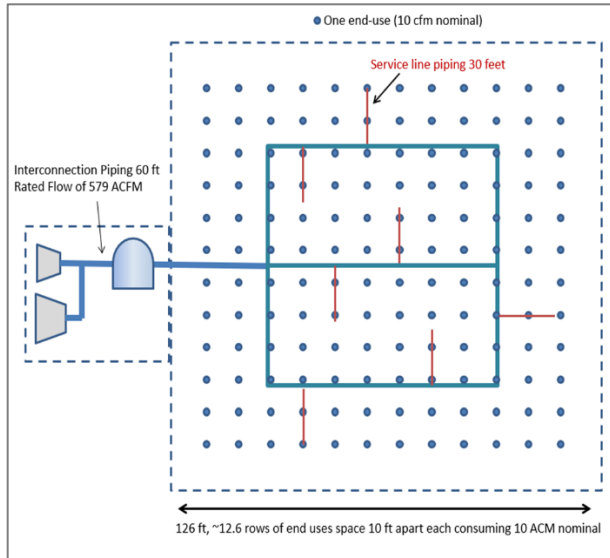 One end-use (10 cfm nominal)
Service line piping 30 feet
Interconnection Piping 60 ft
Rated Flow of 579 ACFM
126 ft, ~12.6 rows of end uses space 10 ft apart each consuming 10 ACM nominal